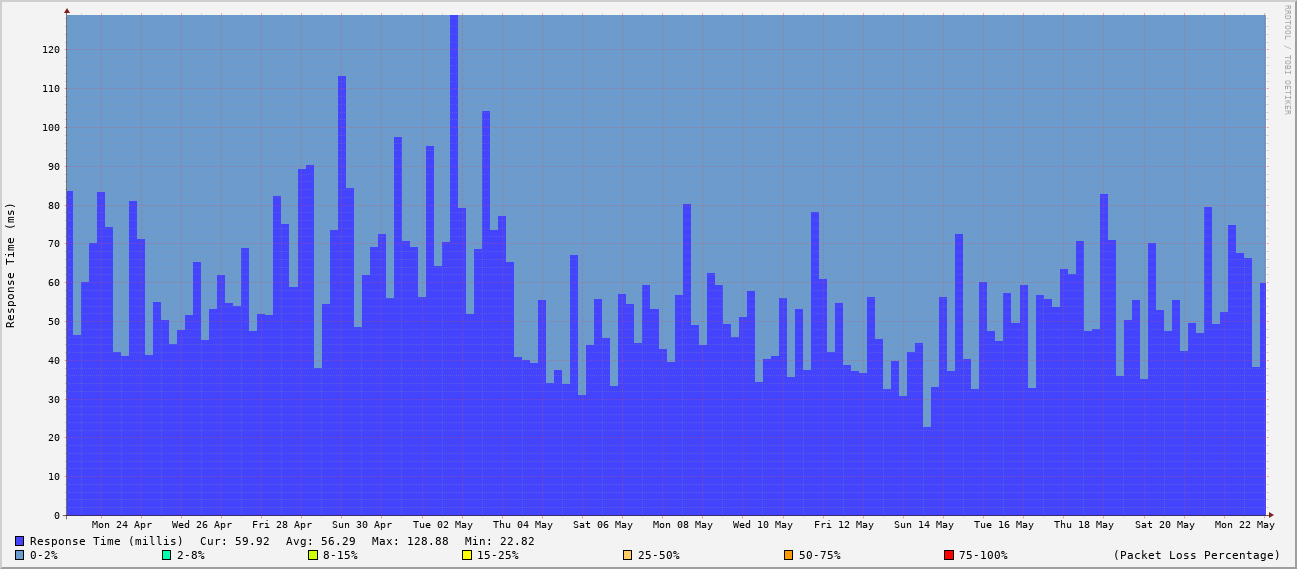 RRDTOOL / TOBI OETIKER
Response Time (ms)
120
110
100
90
80
70
60
50
40
30
20
10
0
Mon 24 Apr Wed 26 Apr Fri 28 Apr Sun 30 Apr Tue 02 May Thu 04 May Sat 06 May Mon 08 May Wed 10 May Fri 12 May Sun 14 May Tue 16 May Thu 18 May Sat 20 May Mon 22 May
Response Time (millis) Cur: 59.92 Avg: 56.29 Max: 128.88 Min: 22.82
0-2% 2-8% 8-15% 15-25% 25-50% 50-75% 75-100% (Packet Loss Percentage)